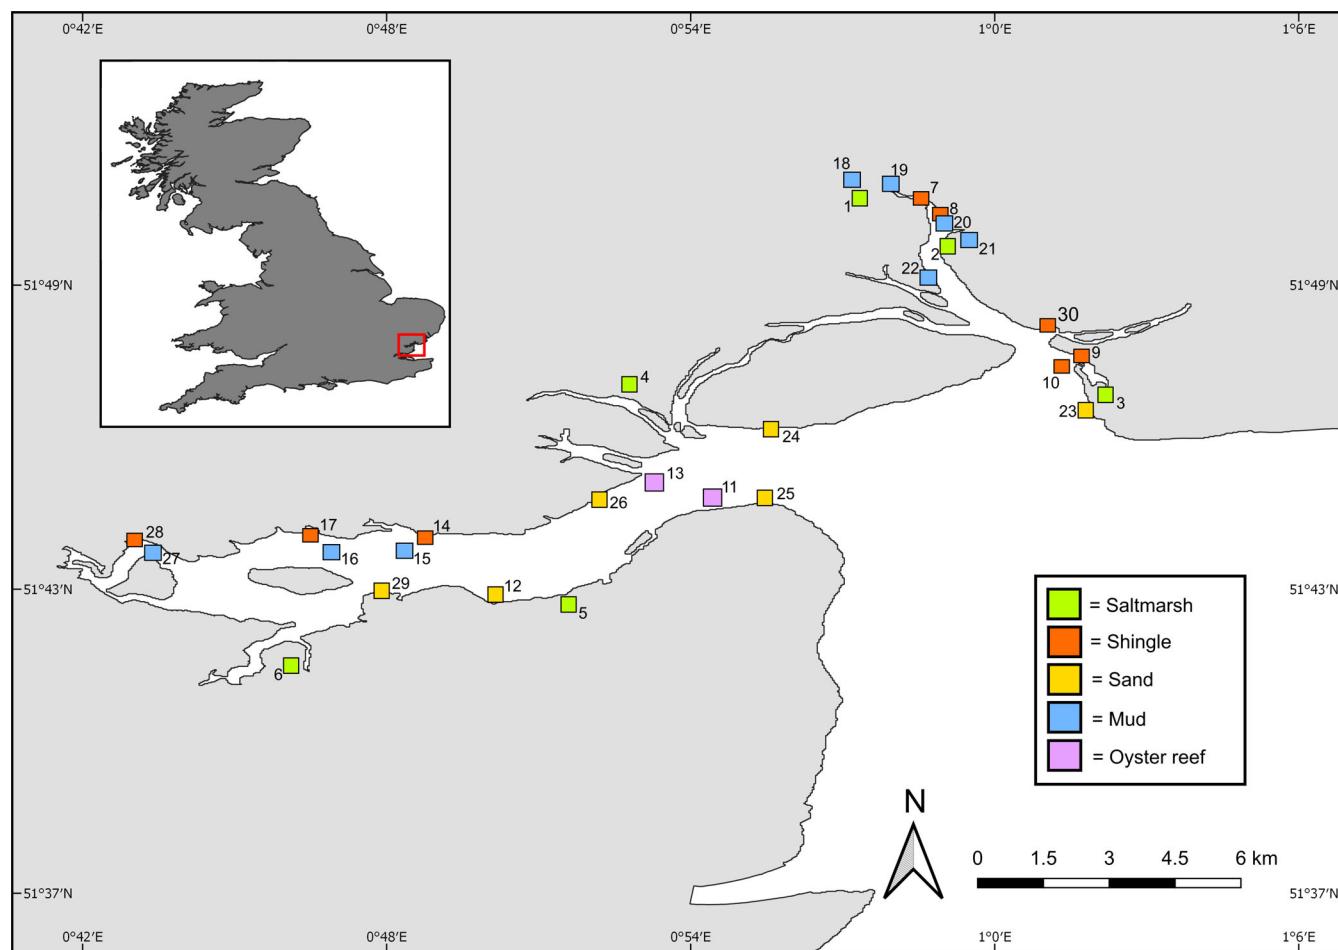 0°42'E 0°48'E 0°54'E 1°0'E 1°6'E
18 19 7
1 8
20
2 21
22
51°49'N 51°49'N
30
9
10
4 3
23
24
13 11
26 25
28 17 14
27 16 15
29 12
51°43'N 51°43'N
5
6
= Saltmarsh
= Shingle
= Sand
= Mud
= Oyster reef
N
0 1.5 3 4.5 6 km
51°37'N 51°37'N
0°42'E 0°48'E 0°54'E 1°0'E 1°6'E